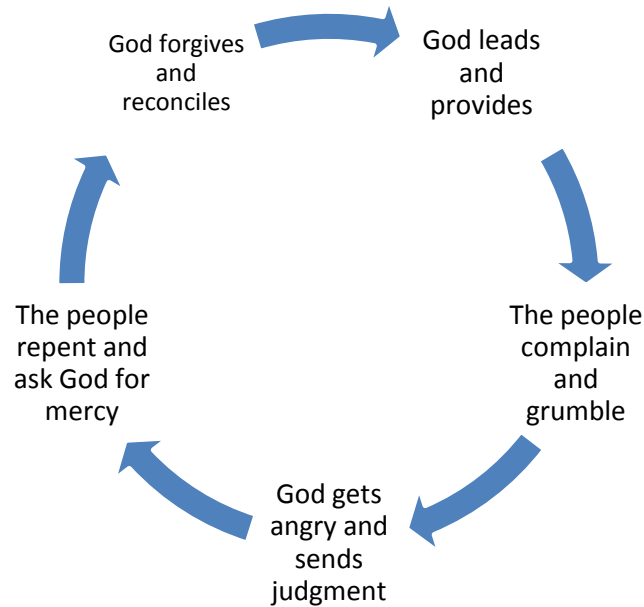 God forgives
and
reconciles
God leads
and
provides
The people
complain
and
grumble
God gets
angry and
sends
judgment
The people
repent and
ask God for
mercy